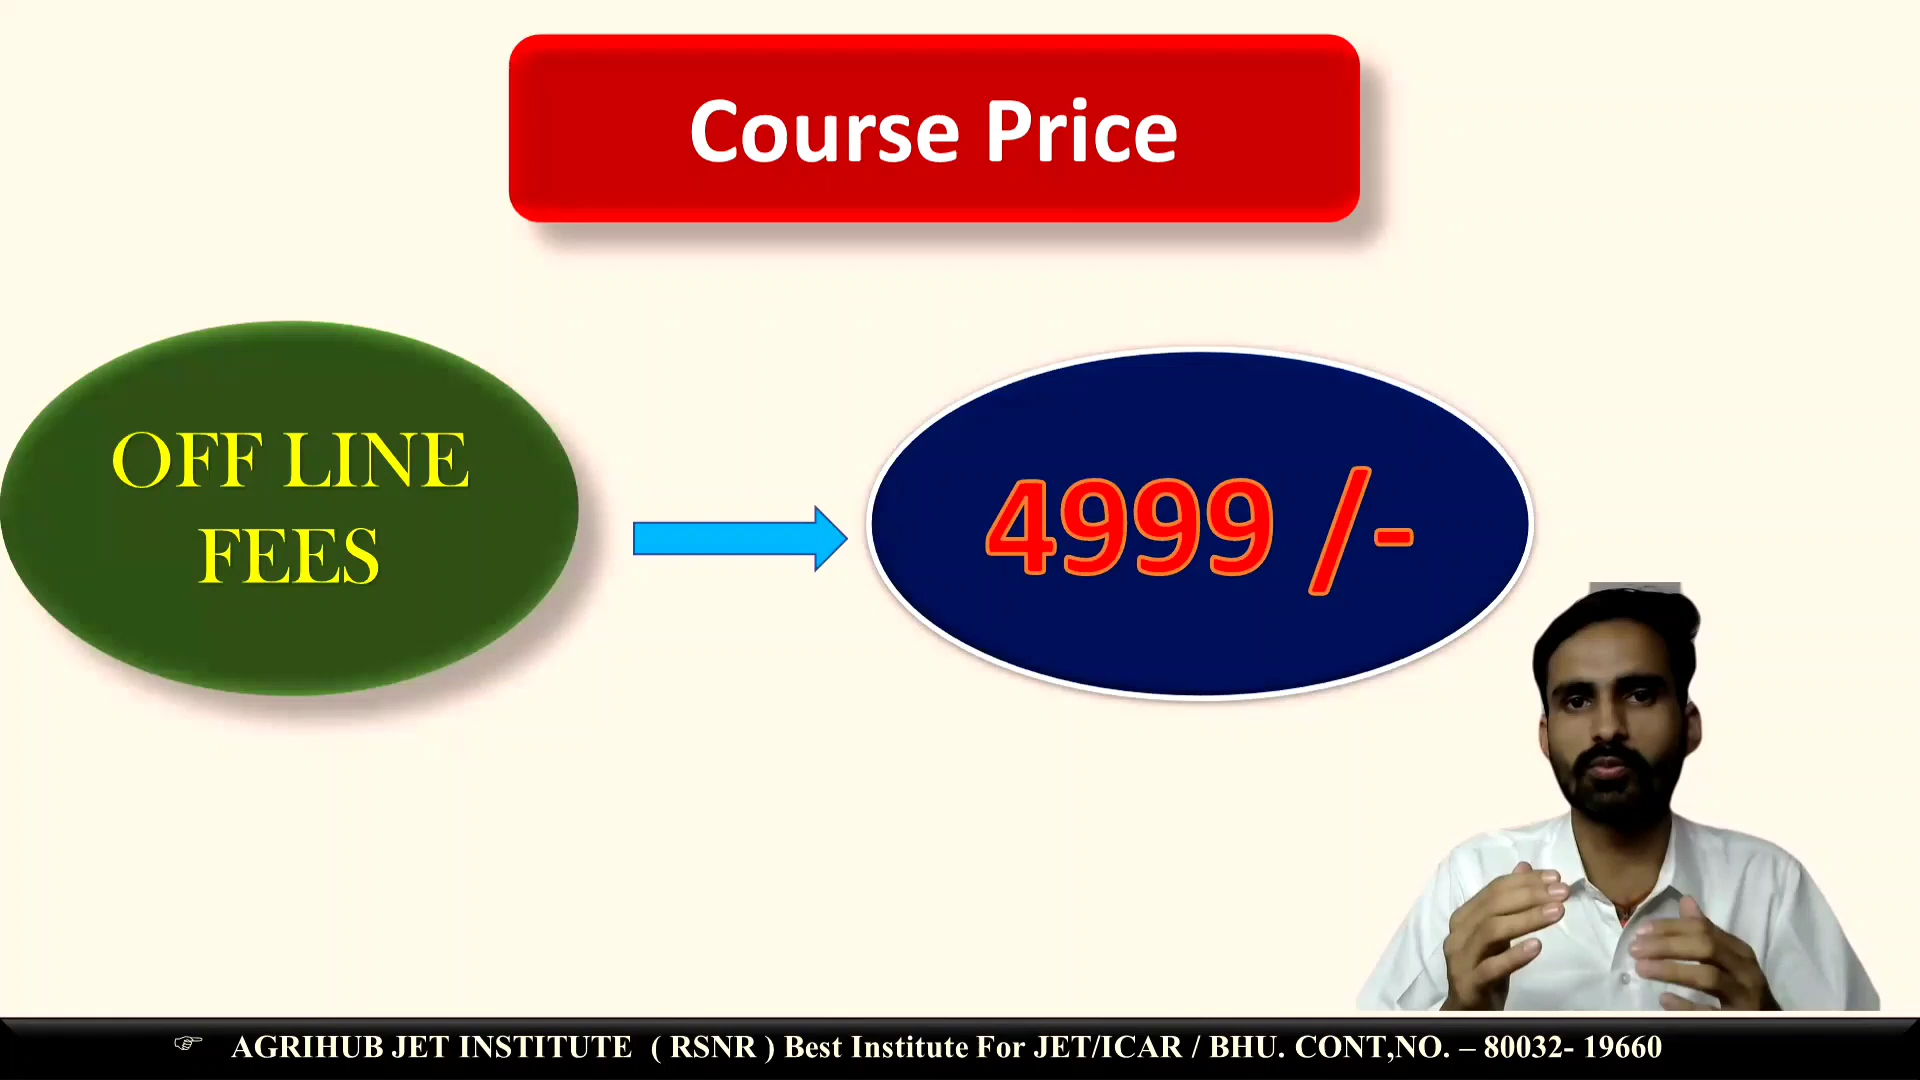 Course Price
OFF LINE
FEES
4999 /-
☞ AGRIHUB JET INSTITUTE ( RSNR ) Best Institute For JET/ICAR / BHU. CONT,NO. – 80032- 19660